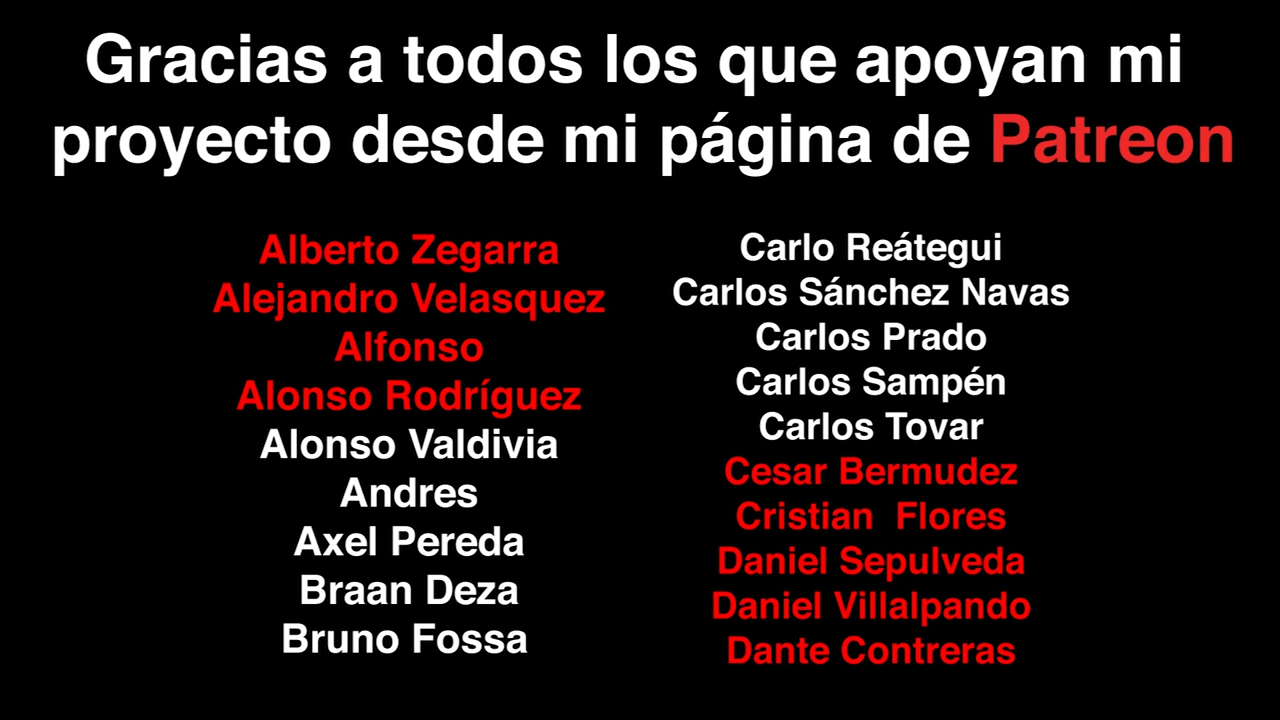 Gracias a todos los que apoyan mi
proyecto desde mi página de Patreon
Alberto Zegarra
Alejandro Velasquez
Alfonso
Alonso Rodríguez
Alonso Valdivia
Andres
Axel Pereda
Braan Deza
Bruno Fossa
Carlo Reátegui
Carlos Sánchez Navas
Carlos Prado
Carlos Sampén
Carlos Tovar
Cesar Bermudez
Cristian  Flores
Daniel Sepulveda
Daniel Villalpando
Dante Contreras